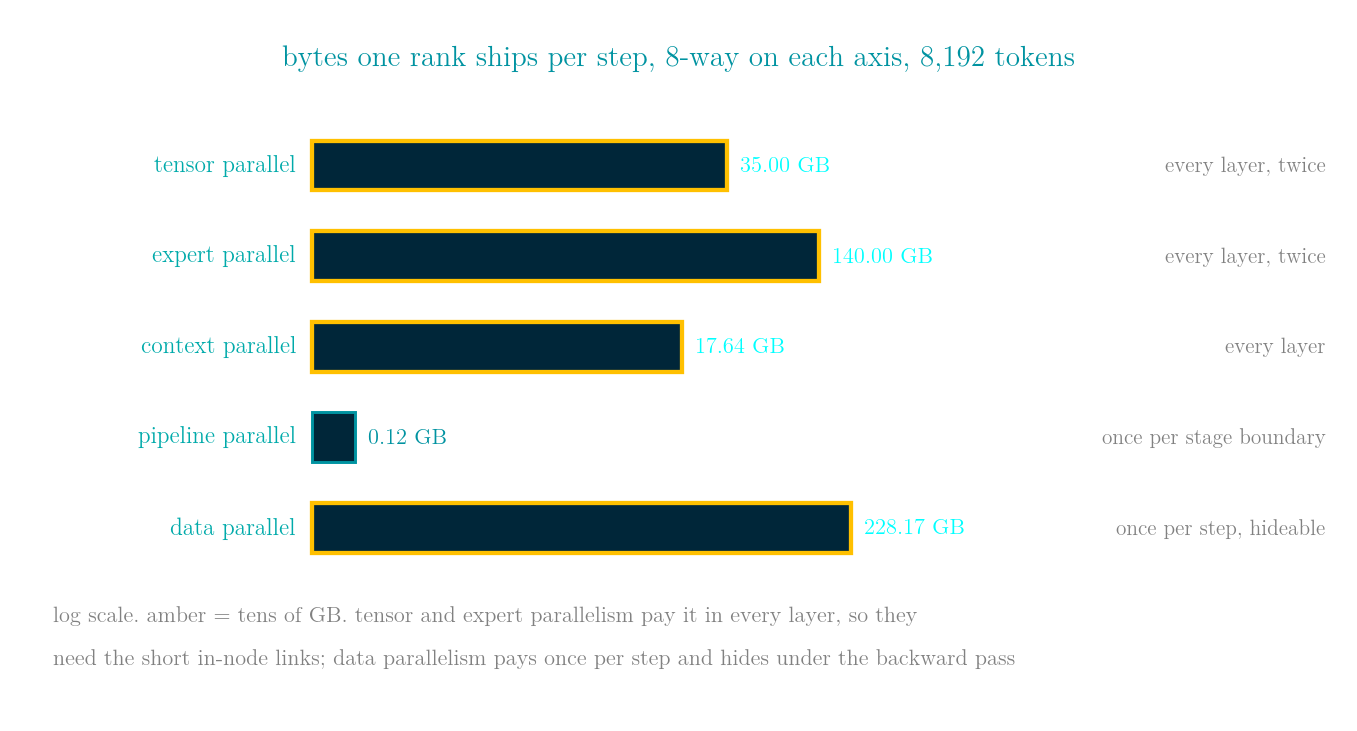 bytes one rank ships per step, 8-way on each axis, 8,192 tokens
tensor parallel 35.00 GB every layer, twice
expert parallel 140.00 GB every layer, twice
context parallel 17.64 GB every layer
pipeline parallel 0.12 GB once per stage boundary
data parallel 228.17 GB once per step, hideable
log scale. amber = tens of GB. tensor and expert parallelism pay it in every layer, so they
need the short in-node links; data parallelism pays once per step and hides under the backward pass